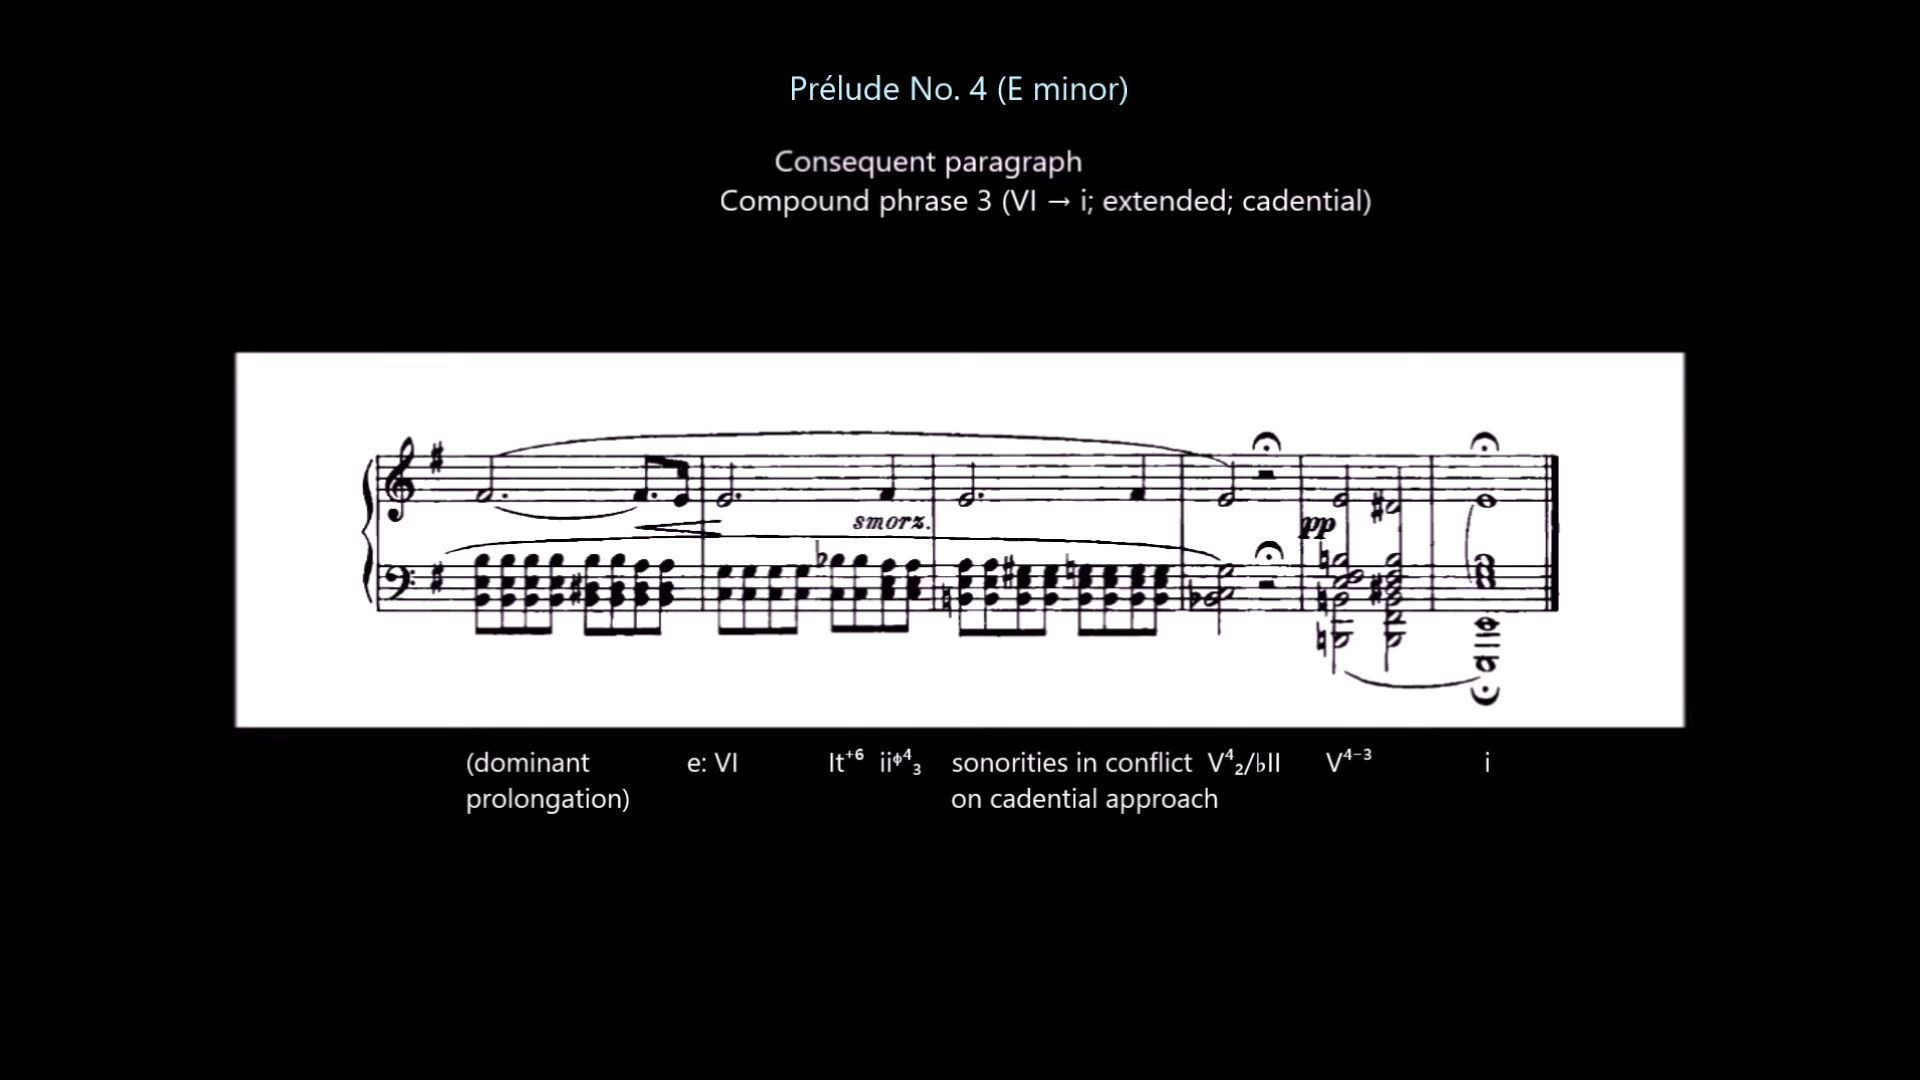 Prélude No. 4 (E minor)
Consequent paragraph
Compound phrase 3 (VI → i; extended; cadential)
smorz.
pp
(dominant prolongation) e: VI It⁺⁶ iiᶲ⁴₃ sonorities in conflict on cadential approach V⁴₂/♭II V⁴⁻³ i